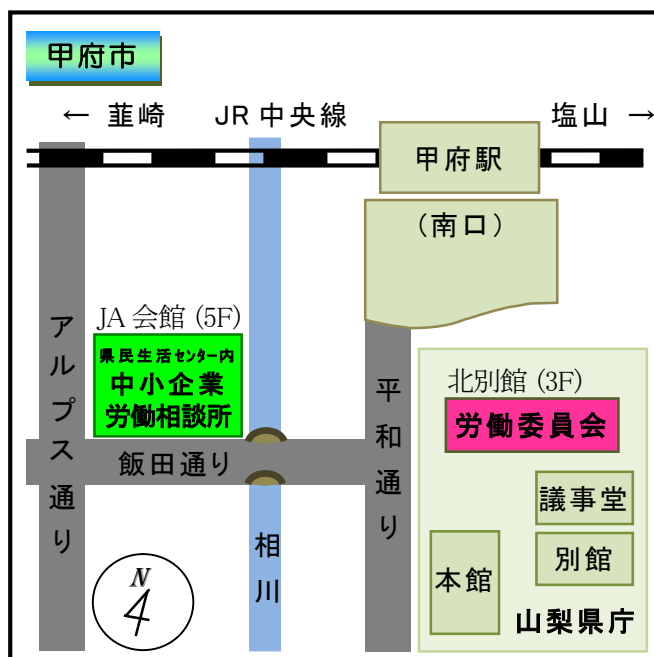 甲府市
← 韮崎
JR 中央線
塩山 →
甲府駅
(南口)
アルプス通り
JA 会館 (5F)
県民生活センター内
中小企業
労働相談所
飯田通り
相川
平和通り
北別館 (3F)
労働委員会
議事堂
別館
本館
山梨県庁
N